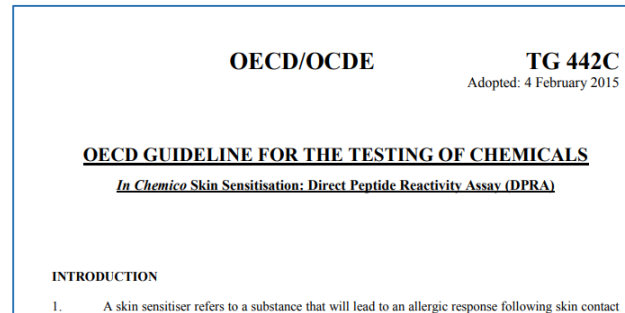 OECD/OCDE TG 442C
Adopted: 4 February 2015
OECD GUIDELINE FOR THE TESTING OF CHEMICALS
In Chemico Skin Sensitisation: Direct Peptide Reactivity Assay (DPRA)
INTRODUCTION
1. A skin sensitiser refers to a substance that will lead to an allergic response following skin contact